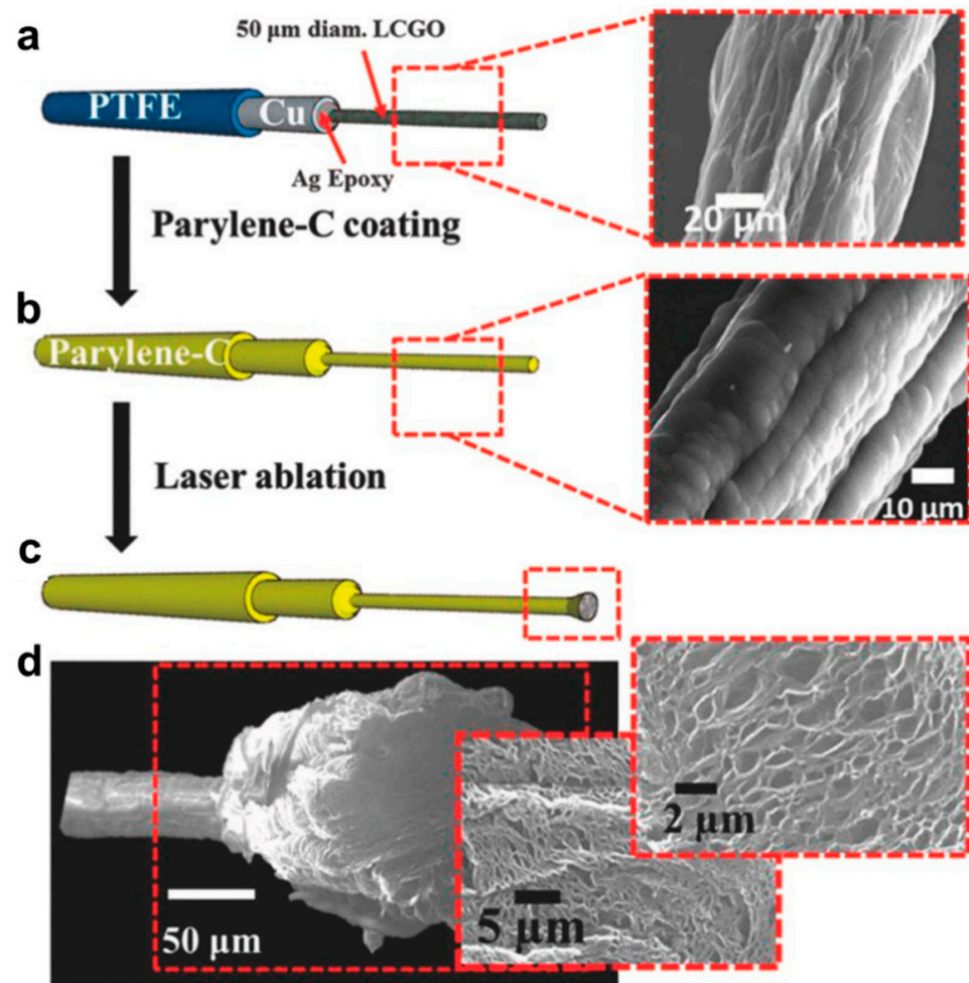 a
50 μm diam. LCGO
PTFE
Cu
Ag Epoxy
20 μm
Parylene-C coating
b
Parylene-C
10 μm
Laser ablation
c
d
50 μm
5 μm
2 μm